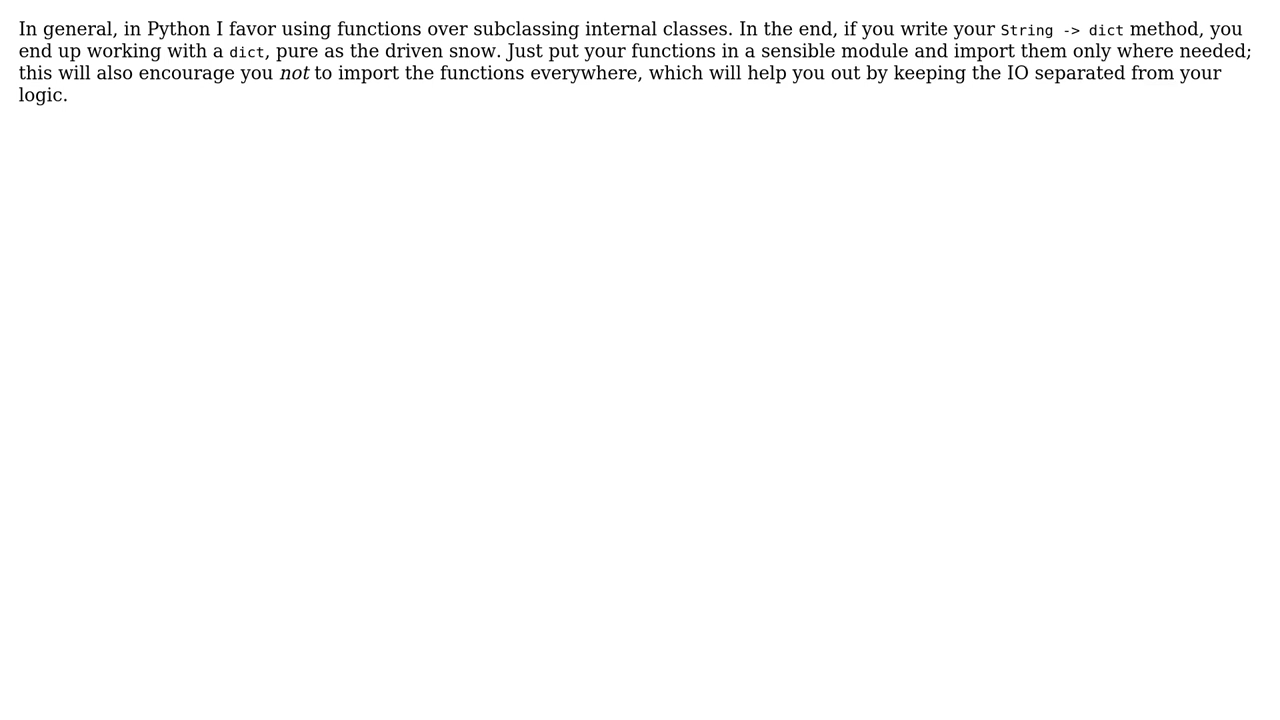 In general, in Python I favor using functions over subclassing internal classes. In the end, if you write your String -> dict method, you
end up working with a dict, pure as the driven snow. Just put your functions in a sensible module and import them only where needed;
this will also encourage you not to import the functions everywhere, which will help you out by keeping the IO separated from your
logic.